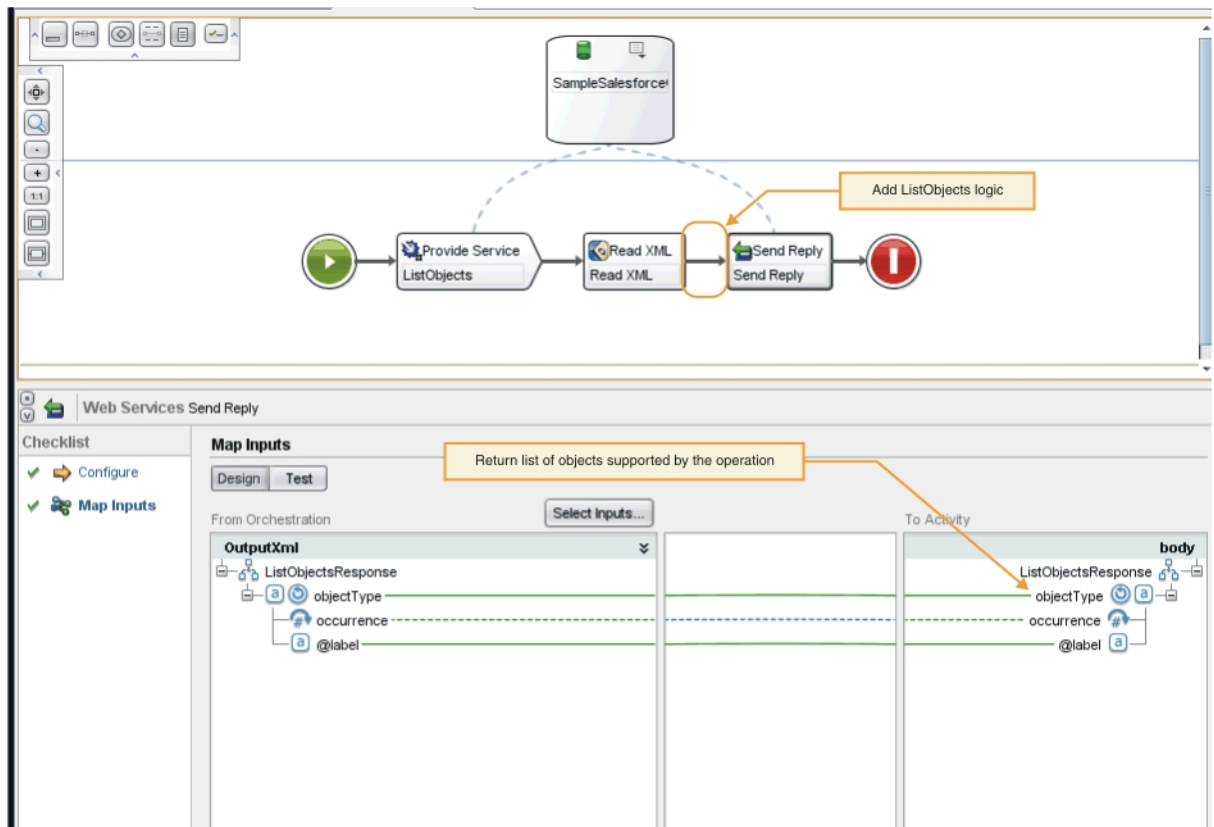 SampleSalesforce
Add ListObjects logic
Provide Service
ListObjects
Read XML
Read XML
Send Reply
Send Reply
1:1
Web Services Send Reply
Checklist
Configure
Map Inputs
Map Inputs
Return list of objects supported by the operation
Design Test
From Orchestration
Select Inputs...
To Activity
OutputXml
body
ListObjectsResponse
ListObjectsResponse
a objectType
objectType a
# occurrence
occurrence #
a @label
@label a